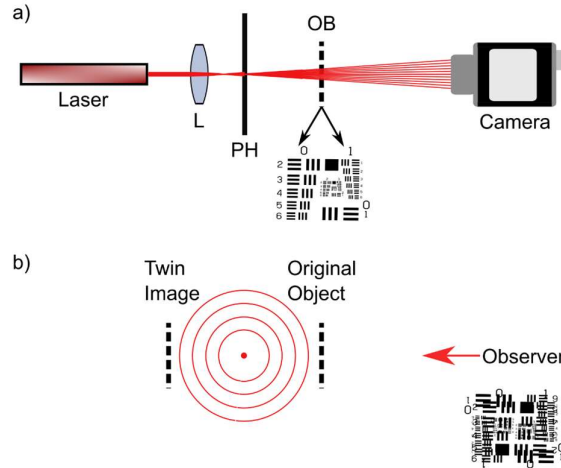 a)
OB
Laser
L
PH
Camera
0 1
2
3
4
5
6
0
1
b)
Twin
Image
Original
Object
Observer